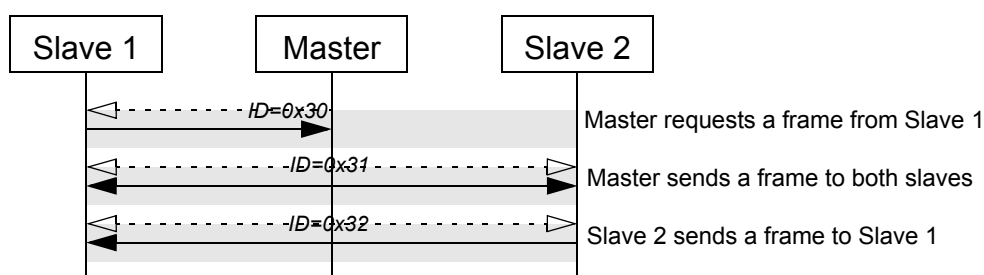 Slave 1
Master
Slave 2
ID=0x30
Master requests a frame from Slave 1
ID=0x31
Master sends a frame to both slaves
ID=0x32
Slave 2 sends a frame to Slave 1